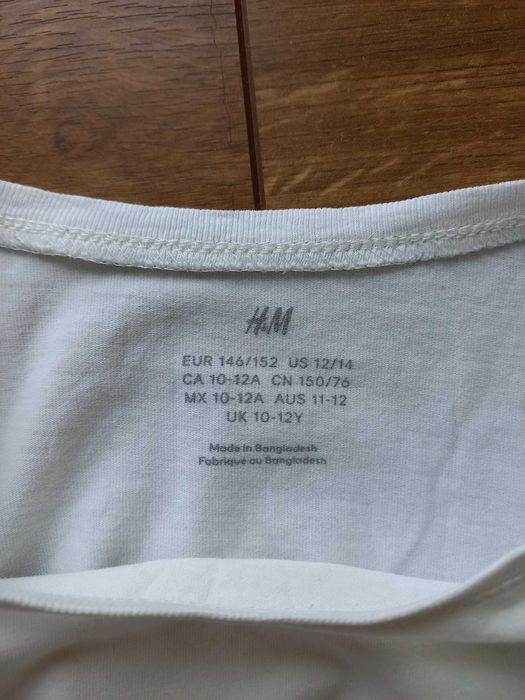 H&M
EUR 146/152 US 12/14
CA 10-12A CN 150/76
MX 10-12A AUS 11-12
UK 10-12Y
Made in Bangladesh
Fabriqué au Bangladesh